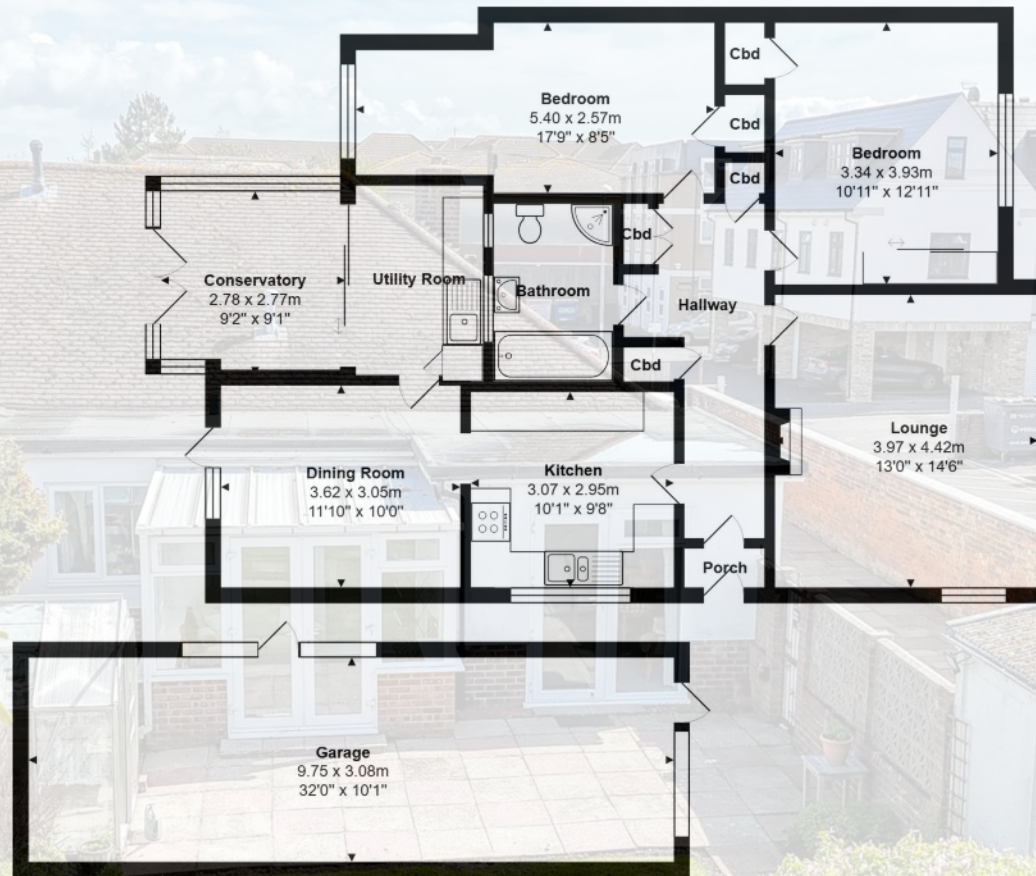 Cbd
Bedroom
5.40 x 2.57m
17'9" x 8'5"
Cbd
Bedroom
3.34 x 3.93m
10'11" x 12'11"
Cbd
Cbd
Conservatory
2.78 x 2.77m
9'2" x 9'1"
Utility Room
Bathroom
Hallway
Cbd
Lounge
3.97 x 4.42m
13'0" x 14'6"
Dining Room
3.62 x 3.05m
11'10" x 10'0"
Kitchen
3.07 x 2.95m
10'1" x 9'8"
Porch
Garage
9.75 x 3.08m
32'0" x 10'1"